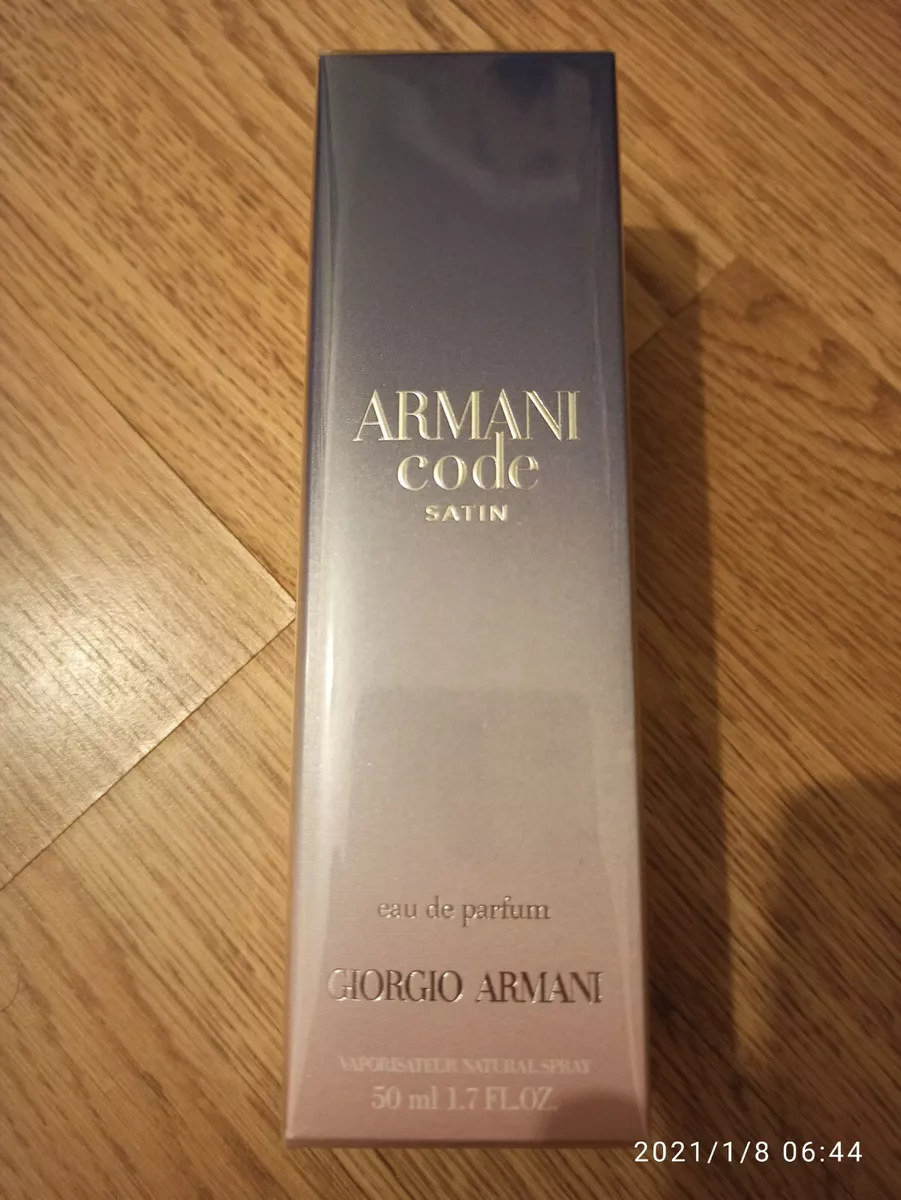 ARMANI
code
SATIN
eau de parfum
GIORGIO ARMANI
VAPORISATEUR NATURAL SPRAY
50 ml 1.7 FL.OZ.
2021/1/8 06:44